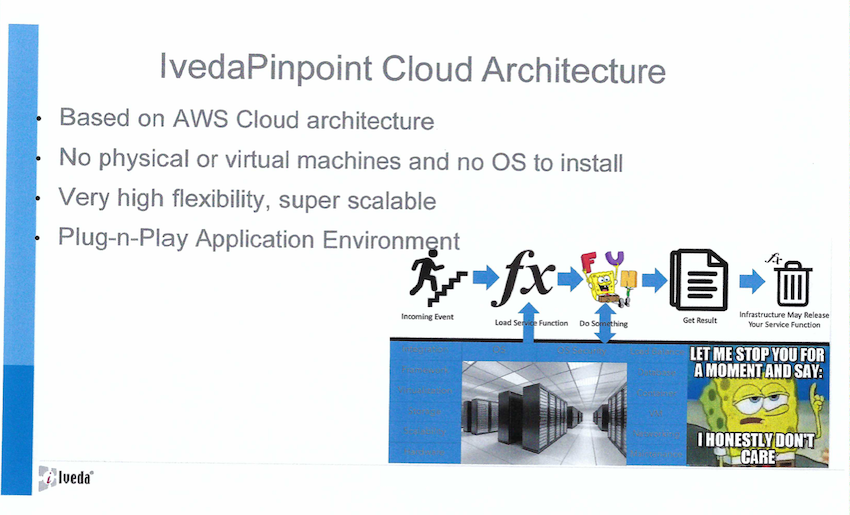 IvedaPinpoint Cloud Architecture
Based on AWS Cloud architecture
No physical or virtual machines and no OS to install
Very high flexibility, super scalable
Plug-n-Play Application Environment
fx
F U N
fx
Incoming Event
Load Service Function
Do Something
Get Result
Infrastructure May Release
Your Service Function
LET ME STOP YOU FOR
A MOMENT AND SAY:
I HONESTLY DON'T
CARE
iveda®